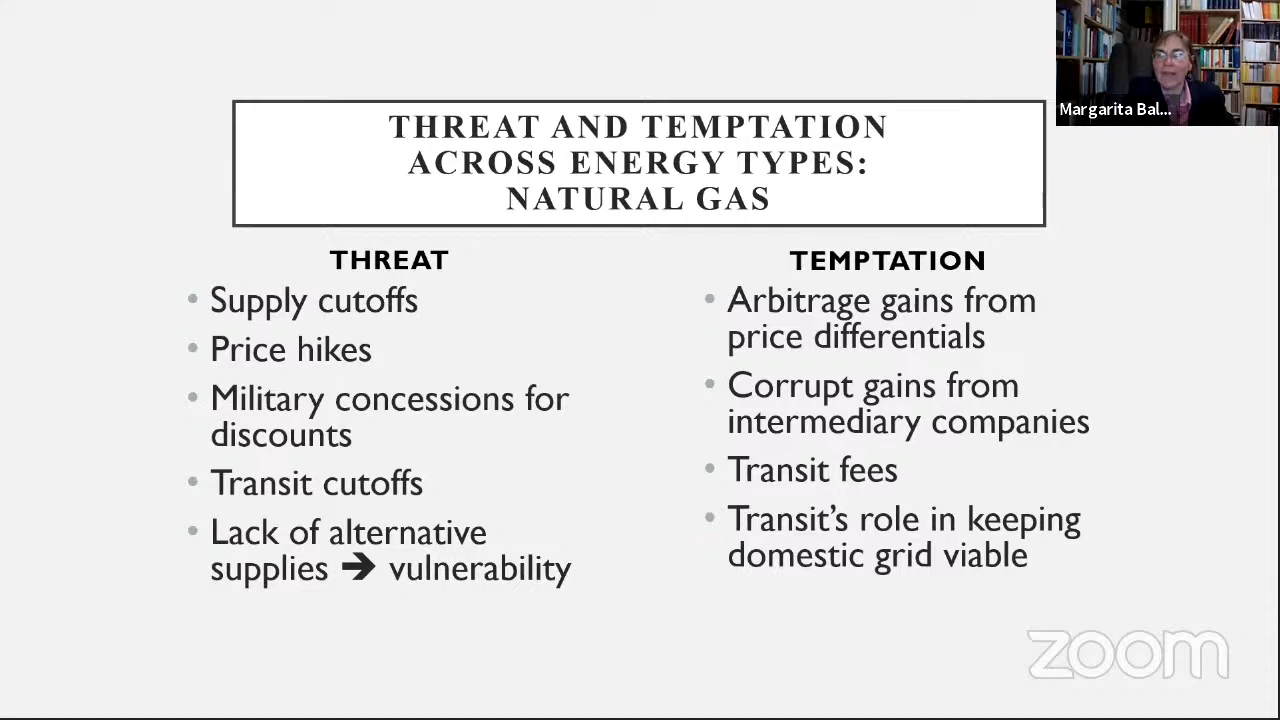 Margarita Bal...
THREAT AND TEMPTATION
ACROSS ENERGY TYPES:
NATURAL GAS
THREAT
• Supply cutoffs
• Price hikes
• Military concessions for
discounts
• Transit cutoffs
• Lack of alternative
supplies ➔ vulnerability
TEMPTATION
• Arbitrage gains from
price differentials
• Corrupt gains from
intermediary companies
• Transit fees
• Transit’s role in keeping
domestic grid viable
zoom